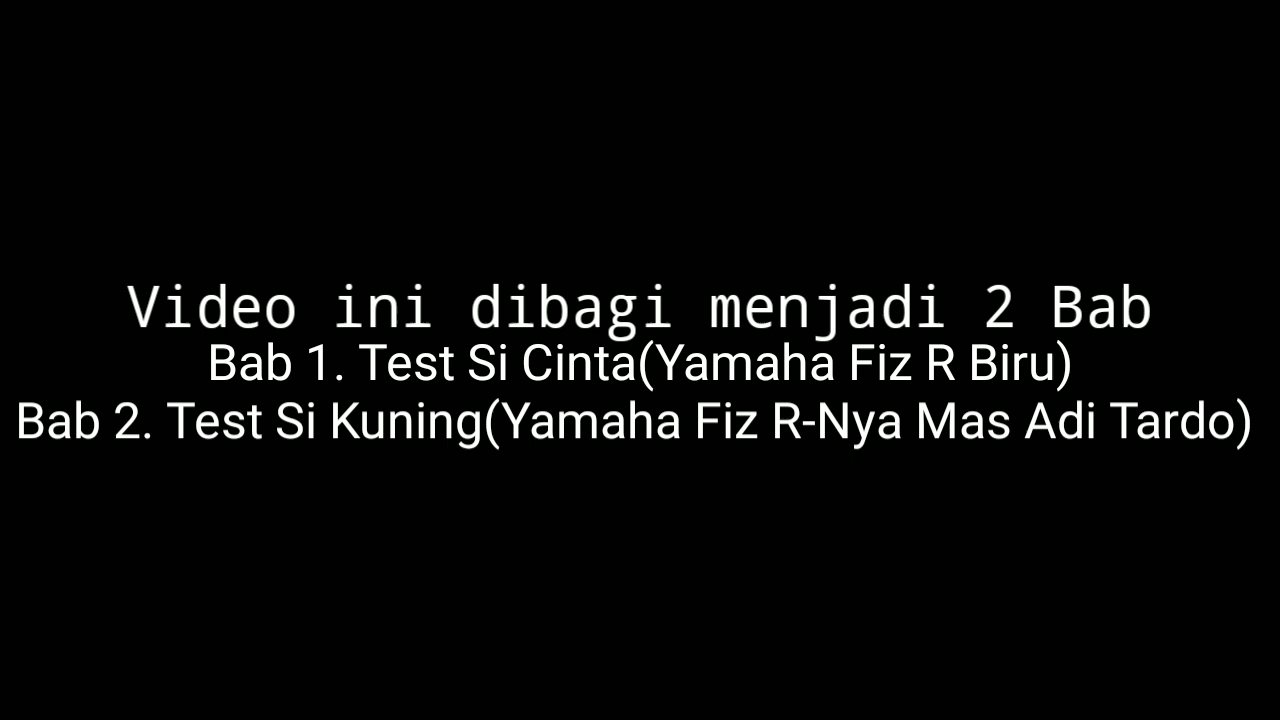 Video ini dibagi menjadi 2 Bab
Bab 1. Test Si Cinta(Yamaha Fiz R Biru)
Bab 2. Test Si Kuning(Yamaha Fiz R-Nya Mas Adi Tardo)